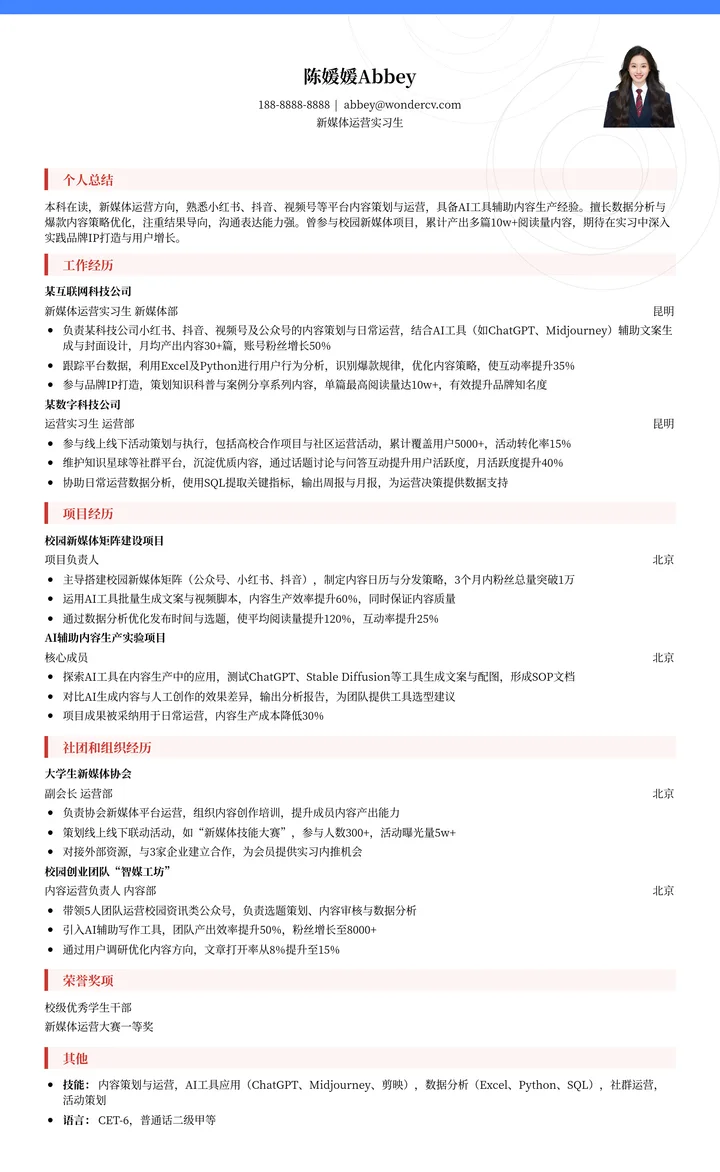 陈媛媛Abbey
188-8888-8888 | abbey@wondercv.com
新媒体运营实习生
个人总结
本科在读，新媒体运营方向，熟悉小红书、抖音、视频号等平台内容策划与运营，具备AI工具辅助内容生产经验。擅长数据分析与
爆款内容策略优化，注重结果导向，沟通表达能力强。曾参与校园新媒体项目，累计产出多篇10w+阅读量内容，期待在实习中深入
实践品牌IP打造与用户增长。
工作经历
某互联网科技公司
新媒体运营实习生 新媒体部 昆明
• 负责某科技公司小红书、抖音、视频号及公众号的内容策划与日常运营，结合AI工具（如ChatGPT、Midjourney）辅助文案生
成与封面设计，月均产出内容30+篇，账号粉丝增长50%
• 跟踪平台数据，利用Excel及Python进行用户行为分析，识别爆款规律，优化内容策略，使互动率提升35%
• 参与品牌IP打造，策划知识科普与案例分享系列内容，单篇最高阅读量达10w+，有效提升品牌知名度
某数字科技公司
运营实习生 运营部 昆明
• 参与线上线下活动策划与执行，包括高校合作项目与社区运营活动，累计覆盖用户5000+，活动转化率15%
• 维护知识星球等社群平台，沉淀优质内容，通过话题讨论与问答互动提升用户活跃度，月活跃度提升40%
• 协助日常运营数据分析，使用SQL提取关键指标，输出周报与月报，为运营决策提供数据支持
项目经历
校园新媒体矩阵建设项目
项目负责人 北京
• 主导搭建校园新媒体矩阵（公众号、小红书、抖音），制定内容日历与分发策略，3个月内粉丝总量突破1万
• 运用AI工具批量生成文案与视频脚本，内容生产效率提升60%，同时保证内容质量
• 通过数据分析优化发布时间与选题，使平均阅读量提升120%，互动率提升25%
AI辅助内容生产实验项目
核心成员 北京
• 探索AI工具在内容生产中的应用，测试ChatGPT、Stable Diffusion等工具生成文案与配图，形成SOP文档
• 对比AI生成内容与人工创作的效果差异，输出分析报告，为团队提供工具选型建议
• 项目成果被采纳用于日常运营，内容生产成本降低30%
社团和组织经历
大学生新媒体协会
副会长 运营部 北京
• 负责协会新媒体平台运营，组织内容创作培训，提升成员内容产出能力
• 策划线上线下联动活动，如“新媒体技能大赛”，参与人数300+，活动曝光量5w+
• 对接外部资源，与3家企业建立合作，为会员提供实习内推机会
校园创业团队“智媒工坊”
内容运营负责人 内容部 北京
• 带领5人团队运营校园资讯类公众号，负责选题策划、内容审核与数据分析
• 引入AI辅助写作工具，团队产出效率提升50%，粉丝增长至8000+
• 通过用户调研优化内容方向，文章打开率从8%提升至15%
荣誉奖项
校级优秀学生干部
新媒体运营大赛一等奖
其他
• 技能： 内容策划与运营，AI工具应用（ChatGPT、Midjourney、剪映），数据分析（Excel、Python、SQL），社群运营，
活动策划
• 语言： CET-6，普通话二级甲等